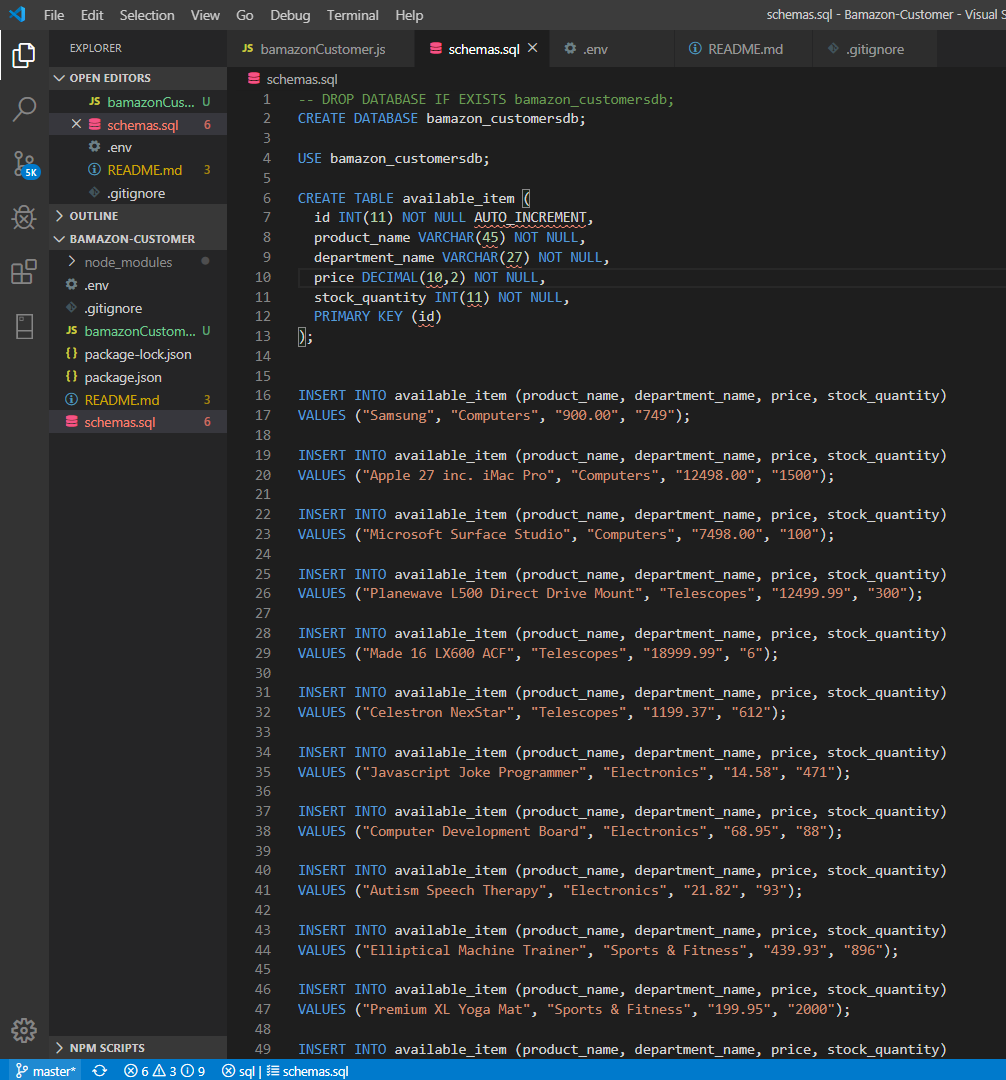 File Edit Selection View Go Debug Terminal Help
schemas.sql - Bamazon-Customer - Visual S
EXPLORER
OPEN EDITORS
JS bamazonCus... U
schemas.sql 6
.env
README.md 3
.gitignore
OUTLINE
BAMAZON-CUSTOMER
node_modules
.env
.gitignore
JS bamazonCustom... U
{} package-lock.json
{} package.json
README.md 3
schemas.sql 6
NPM SCRIPTS
5K
JS bamazonCustomer.js
schemas.sql
.env
README.md
.gitignore
schemas.sql
1 -- DROP DATABASE IF EXISTS bamazon_customersdb;
2 CREATE DATABASE bamazon_customersdb;
3
4 USE bamazon_customersdb;
5
6 CREATE TABLE available_item (
7 id INT(11) NOT NULL AUTO_INCREMENT,
8 product_name VARCHAR(45) NOT NULL,
9 department_name VARCHAR(27) NOT NULL,
10 price DECIMAL(10,2) NOT NULL,
11 stock_quantity INT(11) NOT NULL,
12 PRIMARY KEY (id)
13 );
14
15
16 INSERT INTO available_item (product_name, department_name, price, stock_quantity)
17 VALUES ("Samsung", "Computers", "900.00", "749");
18
19 INSERT INTO available_item (product_name, department_name, price, stock_quantity)
20 VALUES ("Apple 27 inc. iMac Pro", "Computers", "12498.00", "1500");
21
22 INSERT INTO available_item (product_name, department_name, price, stock_quantity)
23 VALUES ("Microsoft Surface Studio", "Computers", "7498.00", "100");
24
25 INSERT INTO available_item (product_name, department_name, price, stock_quantity)
26 VALUES ("Planewave L500 Direct Drive Mount", "Telescopes", "12499.99", "300");
27
28 INSERT INTO available_item (product_name, department_name, price, stock_quantity)
29 VALUES ("Made 16 LX600 ACF", "Telescopes", "18999.99", "6");
30
31 INSERT INTO available_item (product_name, department_name, price, stock_quantity)
32 VALUES ("Celestron NexStar", "Telescopes", "1199.37", "612");
33
34 INSERT INTO available_item (product_name, department_name, price, stock_quantity)
35 VALUES ("Javascript Joke Programmer", "Electronics", "14.58", "471");
36
37 INSERT INTO available_item (product_name, department_name, price, stock_quantity)
38 VALUES ("Computer Development Board", "Electronics", "68.95", "88");
39
40 INSERT INTO available_item (product_name, department_name, price, stock_quantity)
41 VALUES ("Autism Speech Therapy", "Electronics", "21.82", "93");
42
43 INSERT INTO available_item (product_name, department_name, price, stock_quantity)
44 VALUES ("Elliptical Machine Trainer", "Sports & Fitness", "439.93", "896");
45
46 INSERT INTO available_item (product_name, department_name, price, stock_quantity)
47 VALUES ("Premium XL Yoga Mat", "Sports & Fitness", "199.95", "2000");
48
49 INSERT INTO available_item (product_name, department_name, price, stock_quantity)
master* 6 3 9 sql | schemas.sql